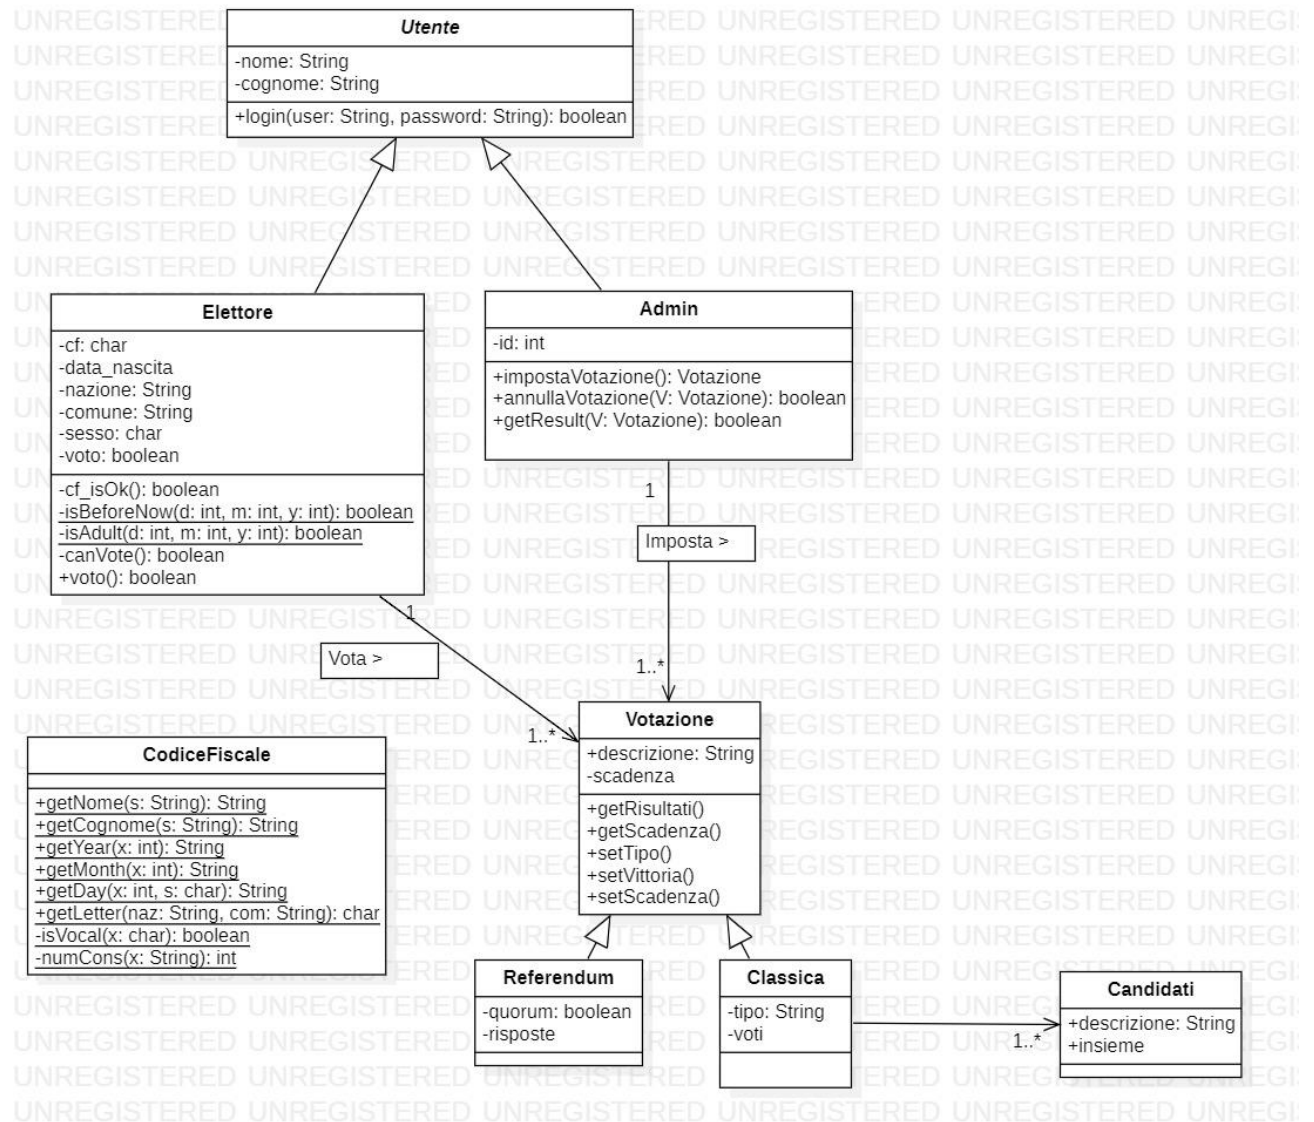 Utente
-nome: String
-cognome: String
+login(user: String, password: String): boolean
Elettore
-cf: char
-data_nascita
-nazione: String
-comune: String
-sesso: char
-voto: boolean
-cf_isOk(): boolean
-isBeforeNow(d: int, m: int, y: int): boolean
-isAdult(d: int, m: int, y: int): boolean
-canVote(): boolean
+voto(): boolean
Admin
-id: int
+impostaVotazione(): Votazione
+annullaVotazione(V: Votazione): boolean
+getResult(V: Votazione): boolean
1
Imposta >
1..*
1
Vota >
1..*
Votazione
+descrizione: String
-scadenza
+getRisultati()
+getScadenza()
+setTipo()
+setVittoria()
+setScadenza()
CodiceFiscale
+getNome(s: String): String
+getCognome(s: String): String
+getYear(x: int): String
+getMonth(x: int): String
+getDay(x: int, s: char): String
+getLetter(naz: String, com: String): char
-isVocal(x: char): boolean
-numCons(x: String): int
Referendum
-quorum: boolean
-risposte
Classica
-tipo: String
-voti
1..*
Candidati
+descrizione: String
+insieme
UNREGISTERED